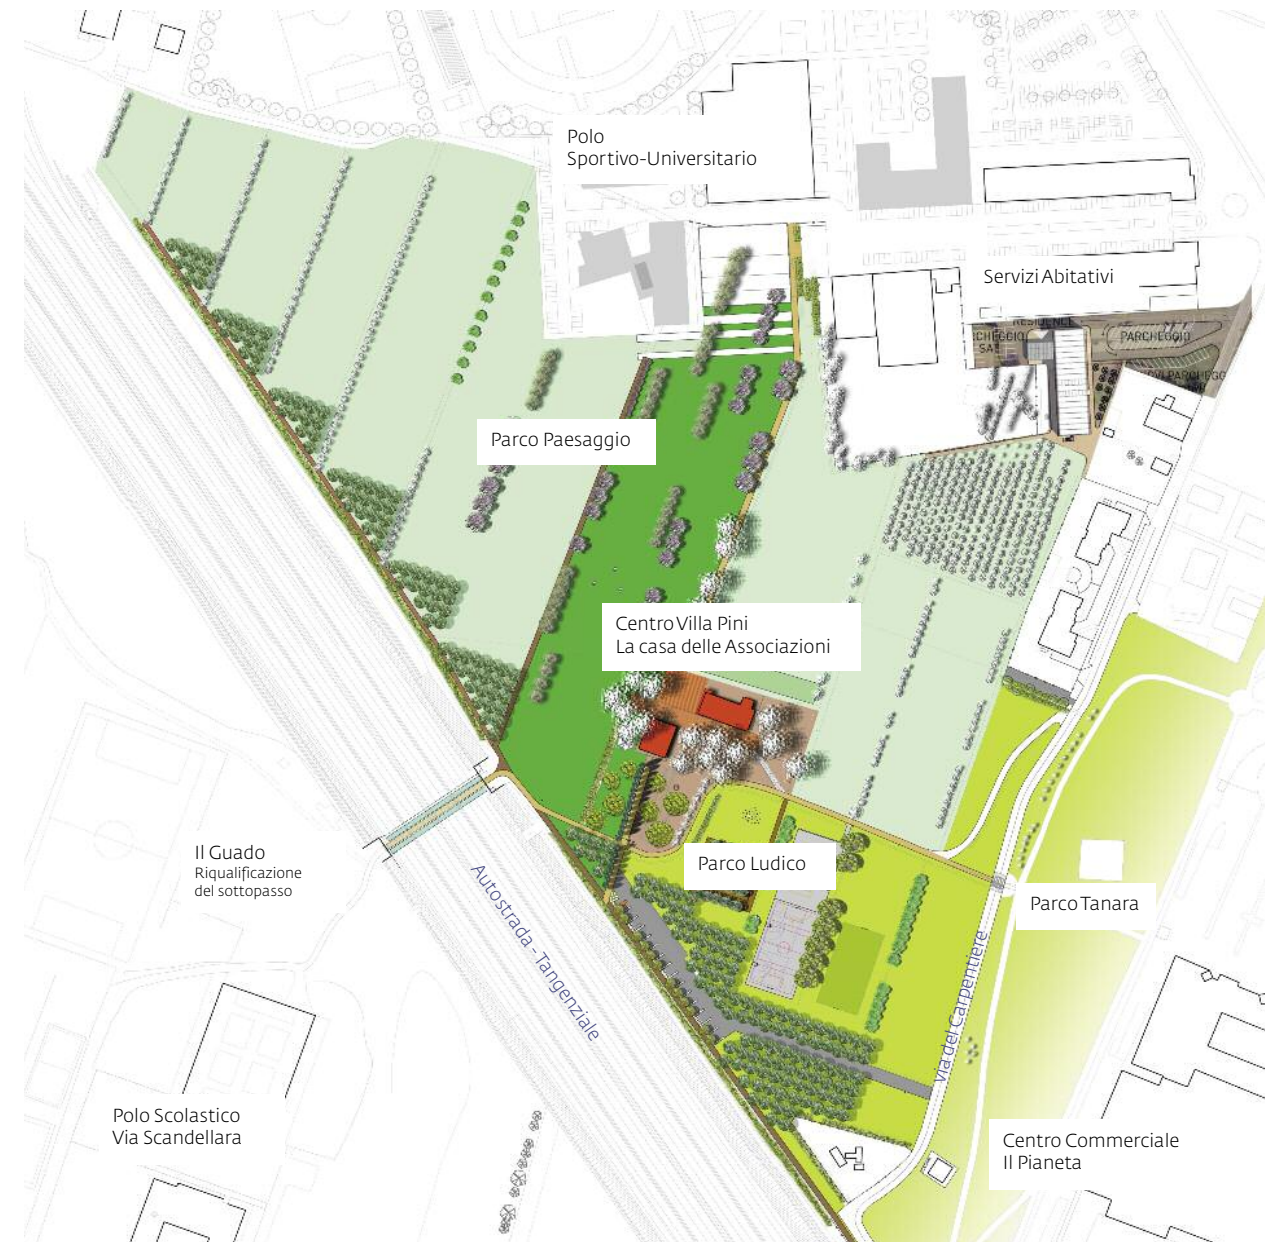 Polo
Sportivo-Universitario
Servizi Abitativi
RESIDENCE
PARCHEGGIO
Parco Paesaggio
Centro Villa Pini
La casa delle Associazioni
Il Guado
Riqualificazione
del sottopasso
Parco Ludico
Parco Tanara
Autostrada - Tangenziale
Via del Carpentiere
Polo Scolastico
Via Scandellara
Centro Commerciale
Il Pianeta